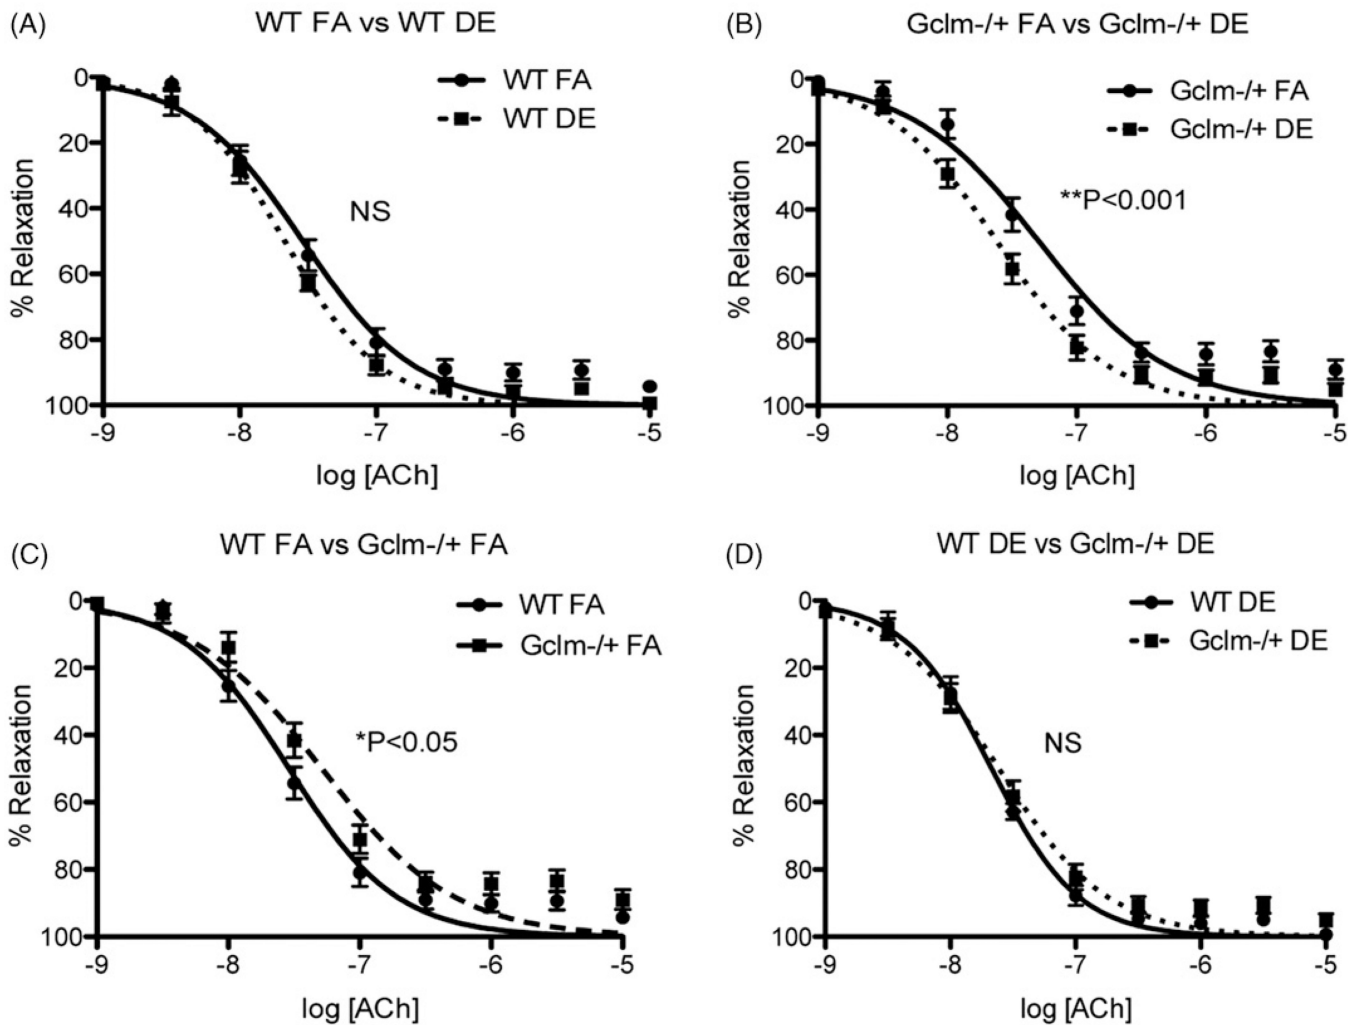 (A)
WT FA vs WT DE
WT FA
WT DE
NS
% Relaxation
0
20
40
60
80
100
-9
-8
-7
-6
-5
log [ACh]
(B)
Gclm-/+ FA vs Gclm-/+ DE
Gclm-/+ FA
Gclm-/+ DE
**P<0.001
% Relaxation
0
20
40
60
80
100
-9
-8
-7
-6
-5
log [ACh]
(C)
WT FA vs Gclm-/+ FA
WT FA
Gclm-/+ FA
*P<0.05
% Relaxation
0
20
40
60
80
100
-9
-8
-7
-6
-5
log [ACh]
(D)
WT DE vs Gclm-/+ DE
WT DE
Gclm-/+ DE
NS
% Relaxation
0
20
40
60
80
100
-9
-8
-7
-6
-5
log [ACh]